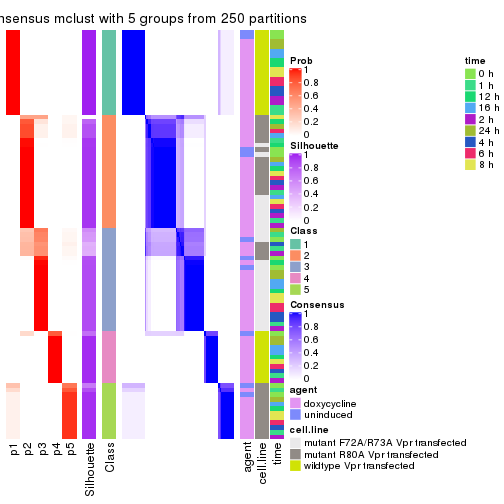 nsensus mclust with 5 groups from 250 partitions
p1
p2
p3
p4
p5
Silhouette
Class
agent
cell.line
time
Prob
1
0.8
0.6
0.4
0.2
0
Silhouette
1
0.8
0.6
0.4
0.2
0
Class
1
2
3
4
5
Consensus
1
0.8
0.6
0.4
0.2
0
agent
doxycycline
uninduced
cell.line
mutant F72A/R73A Vpr transfected
mutant R80A Vpr transfected
wildtype Vpr transfected
time
0 h
1 h
12 h
16 h
2 h
24 h
4 h
6 h
8 h